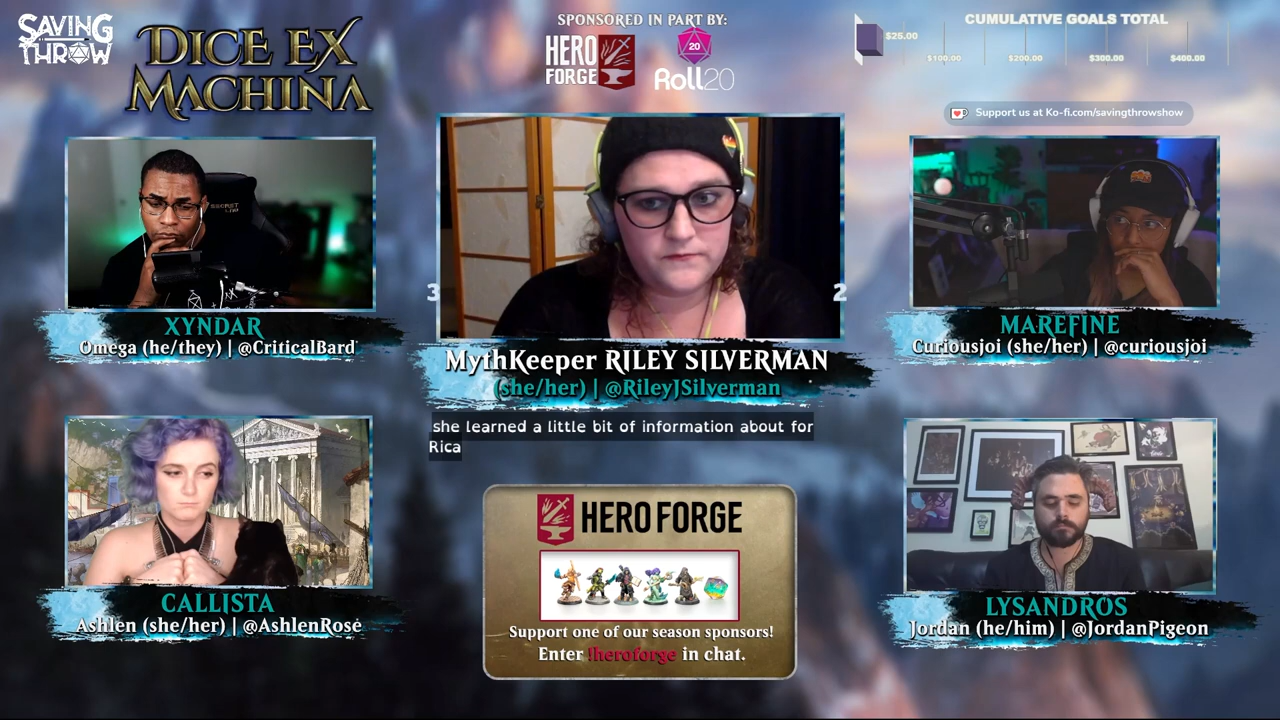 SAVING
THROW
DICE EX
MACHINA
SPONSORED IN PART BY:
HERO
FORGE
20
Roll20
CUMULATIVE GOALS TOTAL
$25.00
$100.00 $200.00 $300.00 $400.00
Support us at Ko-fi.com/savingthrowshow
SECRET
XYNDAR
Omega (he/they) | @CriticalBard
3
2
MythKeeper RILEY SILVERMAN
(she/her) | @RileyJSilverman
MAREFINE
Curiousjoi (she/her) | @curiousjoi
she learned a little bit of information about for
Rica
CALLISTA
Ashlen (she/her) | @AshlenRose
HERO FORGE
Support one of our season sponsors!
Enter !heroforge in chat.
LYSANDROS
Jordan (he/him) | @JordanPigeon